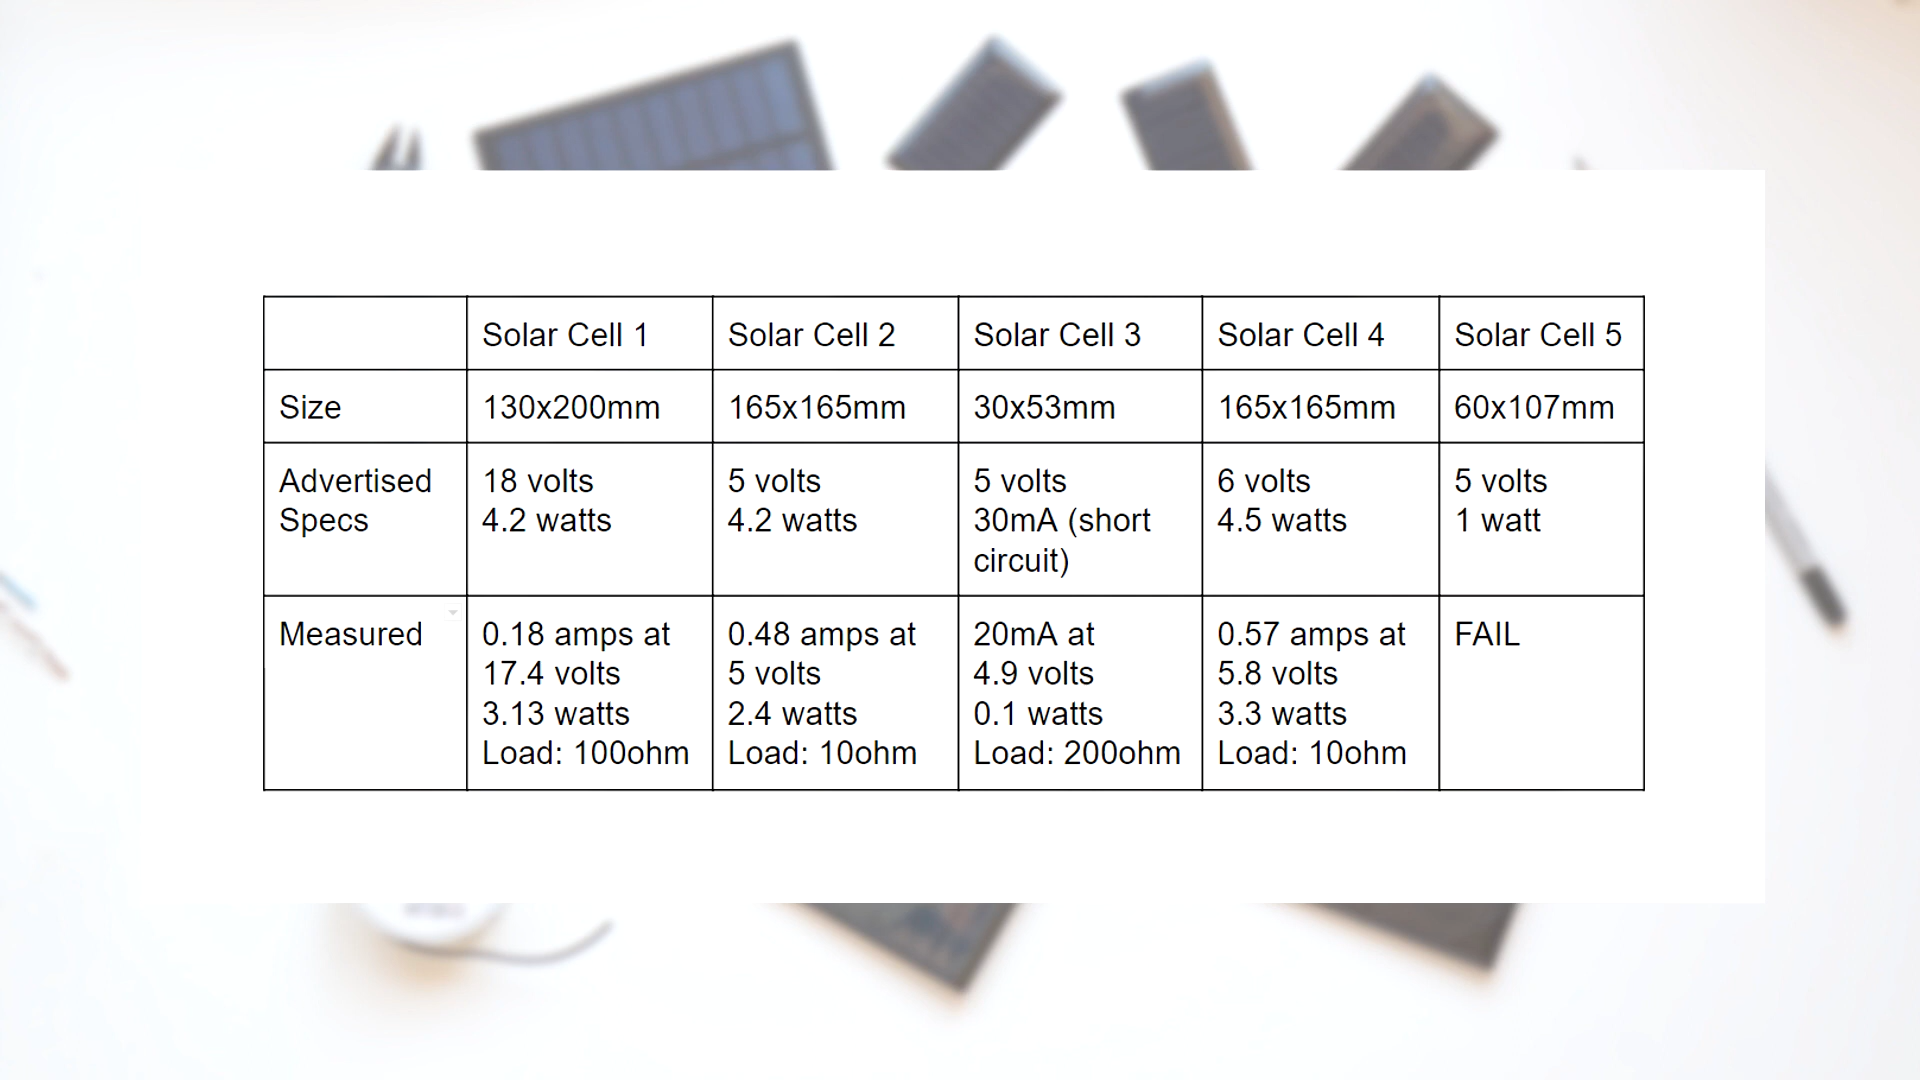 Solar Cell 1 Solar Cell 2 Solar Cell 3 Solar Cell 4 Solar Cell 5
Size 130x200mm 165x165mm 30x53mm 165x165mm 60x107mm
Advertised 18 volts 5 volts 5 volts 6 volts 5 volts
Specs 4.2 watts 4.2 watts 30mA (short 4.5 watts 1 watt
circuit)
Measured 0.18 amps at 0.48 amps at 20mA at 0.57 amps at FAIL
17.4 volts 5 volts 4.9 volts 5.8 volts
3.13 watts 2.4 watts 0.1 watts 3.3 watts
Load: 100ohm Load: 10ohm Load: 200ohm Load: 10ohm